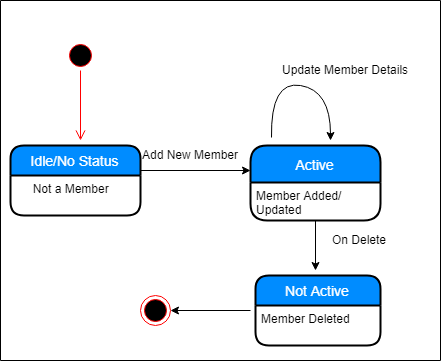 Update Member Details
Idle/No Status
Add New Member
Active
Not a Member
Member Added/
Updated
On Delete
Not Active
Member Deleted